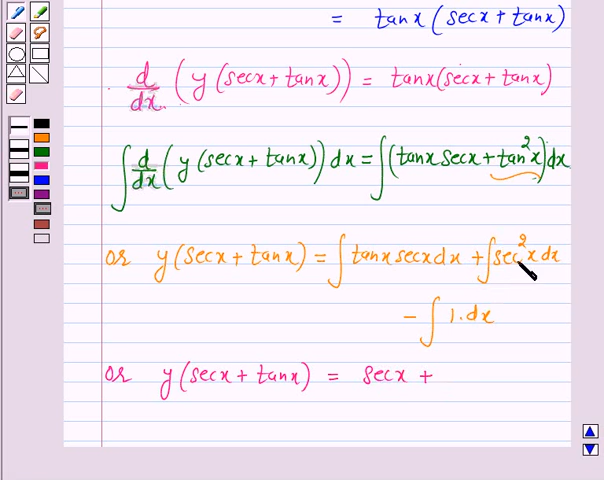 = tanx (secx + tanx)
d/dx (y (secx + tanx)) = tanx(secx + tanx)
∫ d/dx (y (secx + tanx)) dx = ∫ (tanx secx + tan²x) dx
or y (secx + tanx) = ∫ tanx secx dx + ∫ sec²x dx
- ∫ 1. dx
or y (secx + tanx) = secx +